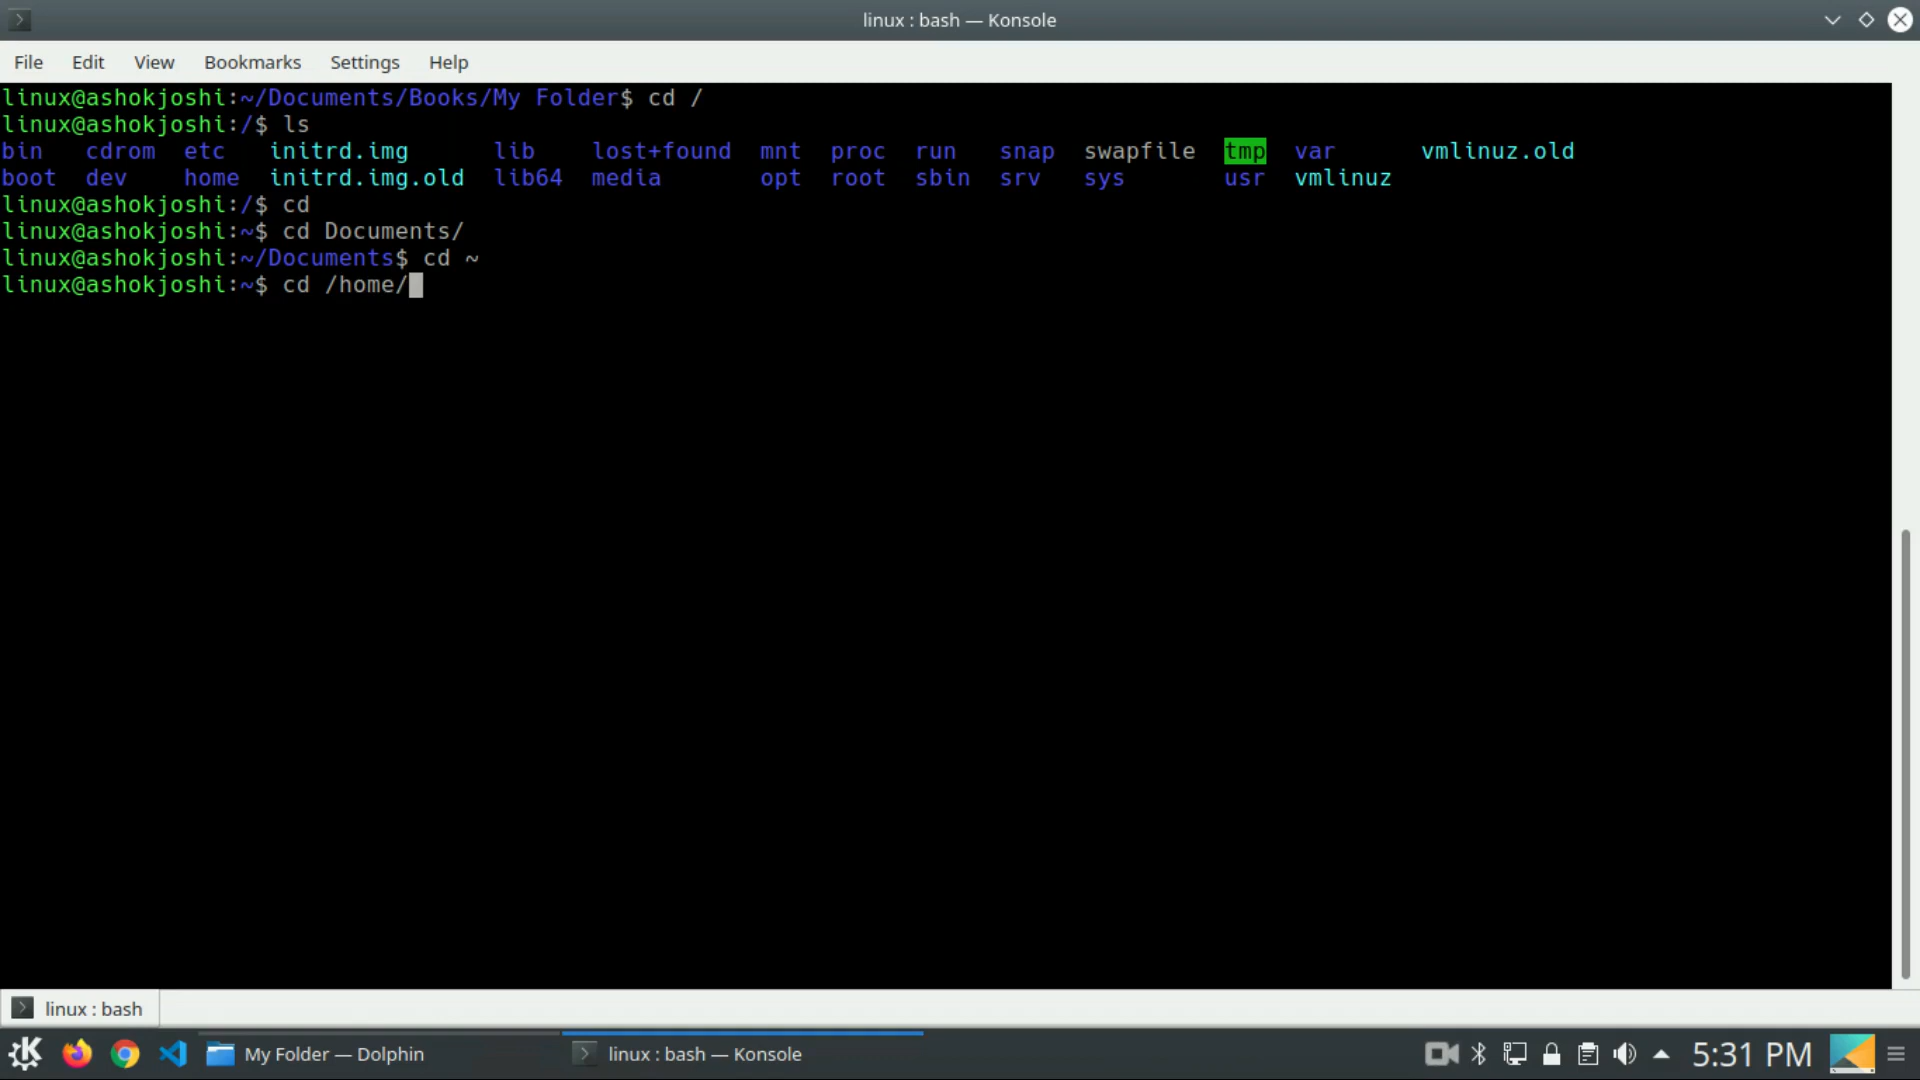 linux : bash — Konsole
File Edit View Bookmarks Settings Help
linux@ashokjoshi:~/Documents/Books/My Folder$ cd /
linux@ashokjoshi:/$ ls
bin cdrom etc initrd.img lib lost+found mnt proc run snap swapfile tmp var vmlinuz.old
boot dev home initrd.img.old lib64 media opt root sbin srv sys usr vmlinuz
linux@ashokjoshi:/$ cd
linux@ashokjoshi:~$ cd Documents/
linux@ashokjoshi:~/Documents$ cd ~
linux@ashokjoshi:~$ cd /home/
linux : bash
My Folder — Dolphin linux : bash — Konsole 5:31 PM